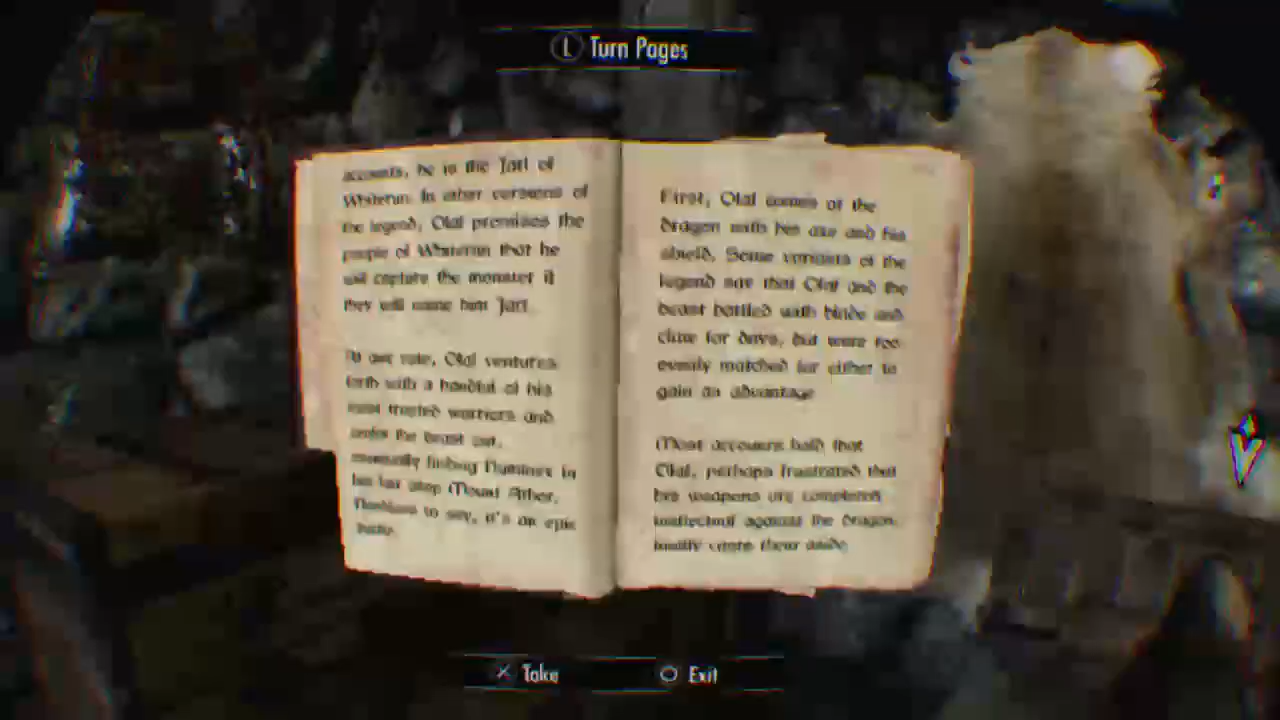 Turn Pages
accounts, he is the Jarl of
Whiterun. In other versions of
the legend, Olaf promises the
people of Whiterun that he
will capture the monster if
they will name him Jarl.
At any rate, Olaf ventures
forth with a handful of his
most trusted warriors and
seeks the beast out,
eventually finding Numinex in
his lair atop Mount Anthor.
Needless to say, it's an epic
battle.
First, Olaf comes at the
dragon with his axe and his
shield. Some versions of the
legend say that Olaf and the
beast battled with blade and
claw for days, but were too
evenly matched for either to
gain an advantage.
Most accounts hold that
Olaf, perhaps frustrated that
his weapons are completely
ineffectual against the dragon,
finally casts them aside.
Take
Exit